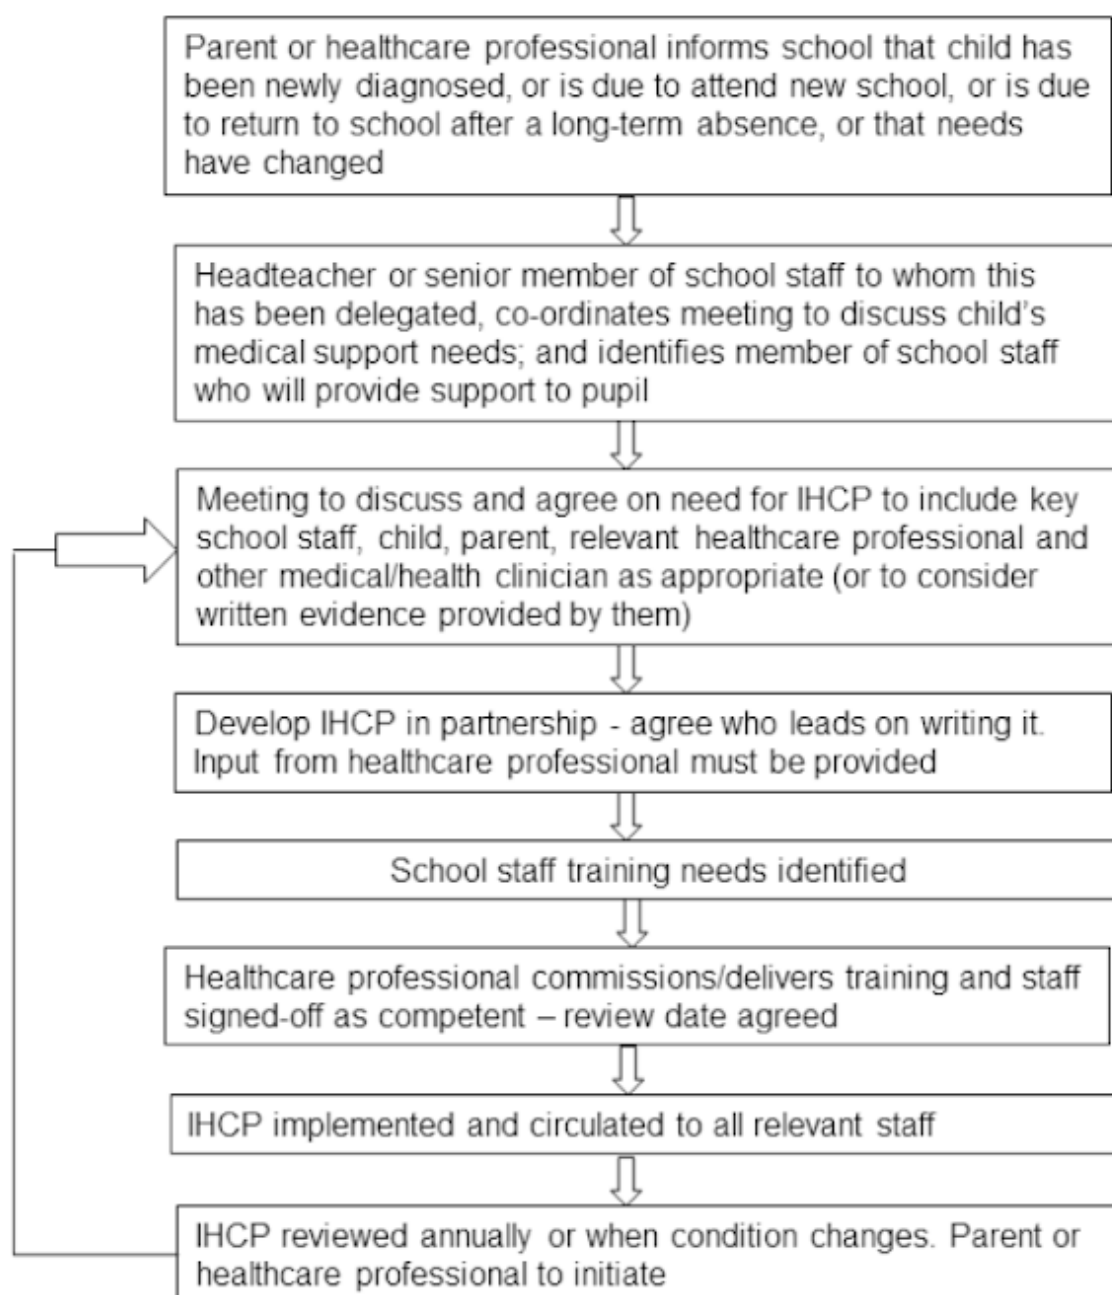 Parent or healthcare professional informs school that child has
been newly diagnosed, or is due to attend new school, or is due
to return to school after a long-term absence, or that needs
have changed
Headteacher or senior member of school staff to whom this
has been delegated, co-ordinates meeting to discuss child's
medical support needs; and identifies member of school staff
who will provide support to pupil
Meeting to discuss and agree on need for IHCP to include key
school staff, child, parent, relevant healthcare professional and
other medical/health clinician as appropriate (or to consider
written evidence provided by them)
Develop IHCP in partnership - agree who leads on writing it.
Input from healthcare professional must be provided
School staff training needs identified
Healthcare professional commissions/delivers training and staff
signed-off as competent – review date agreed
IHCP implemented and circulated to all relevant staff
IHCP reviewed annually or when condition changes. Parent or
healthcare professional to initiate